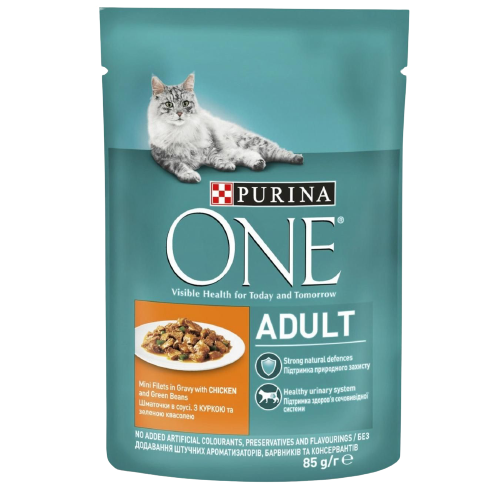 PURINA
ONE®
Visible Health for Today and Tomorrow
ADULT
Strong natural defences
Підтримка природного захисту
Healthy urinary system
Підтримка здоров'я сечовивідної
системи
Mini Filets in Gravy with CHICKEN
and Green Beans
Шматочки в соусі, З КУРКОЮ та
зеленою квасолею
NO ADDED ARTIFICIAL COLOURANTS, PRESERVATIVES AND FLAVOURINGS / БЕЗ
ДОДАВАННЯ ШТУЧНИХ АРОМАТИЗАТОРІВ, БАРВНИКІВ ТА КОНСЕРВАНТІВ
85 g/г ℮